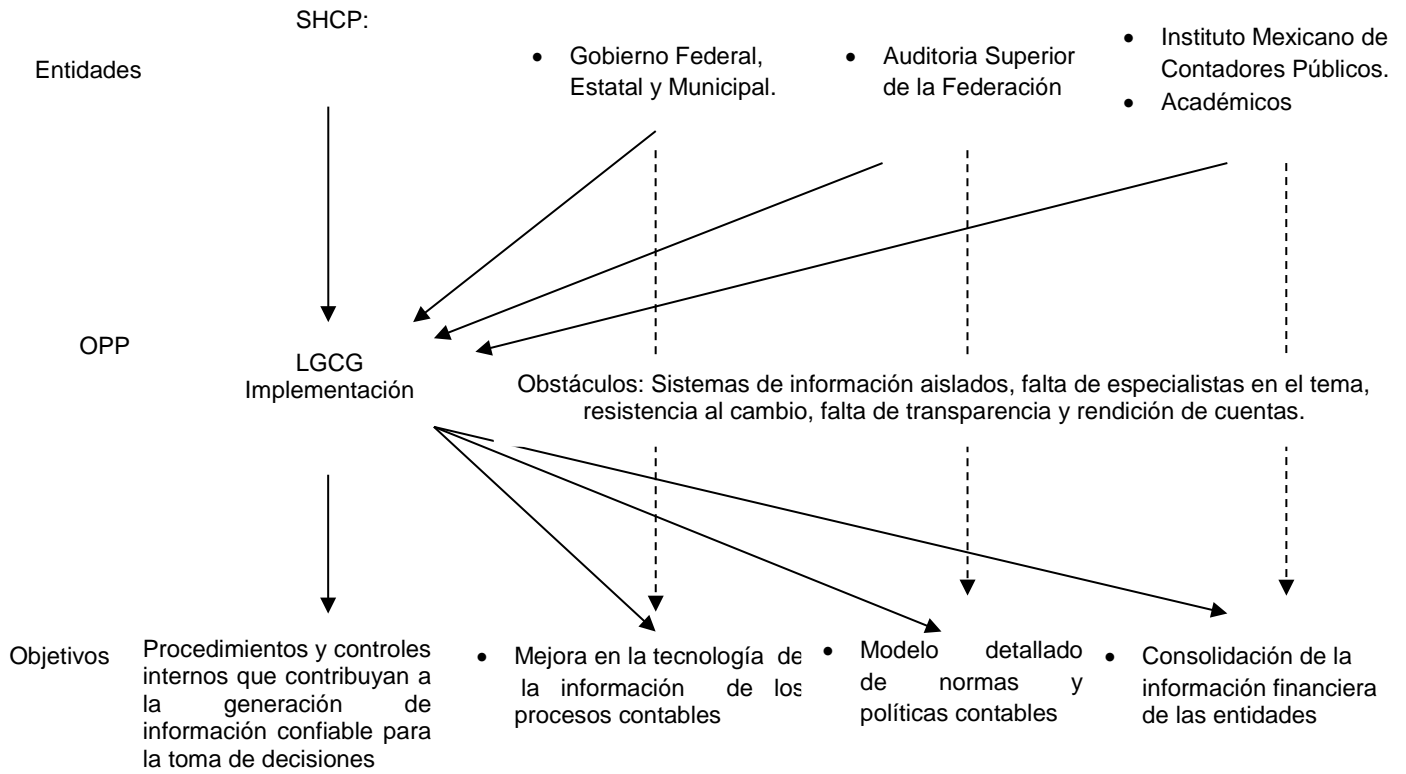 SHCP:
Entidades
• Gobierno Federal,
Estatal y Municipal.
• Auditoria Superior
de la Federación
• Instituto Mexicano de
Contadores Públicos.
• Académicos
OPP
LGCG
Implementación
Obstáculos: Sistemas de información aislados, falta de especialistas en el tema,
resistencia al cambio, falta de transparencia y rendición de cuentas.
Objetivos
Procedimientos y controles
internos que contribuyan a
la generación de
información confiable para
la toma de decisiones
• Mejora en la tecnología de
la información de los
procesos contables
• Modelo detallado
de normas y
políticas contables
• Consolidación de la
información financiera
de las entidades